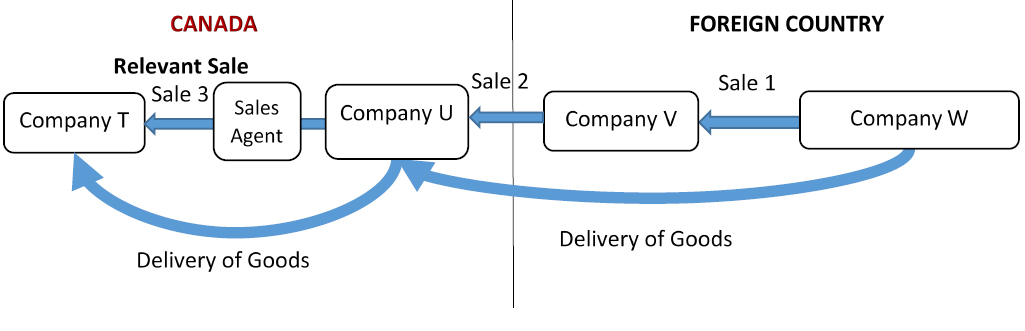 CANADA
FOREIGN COUNTRY
Relevant Sale
Sale 3
Sale 2
Sale 1
Company T
Sales
Agent
Company U
Company V
Company W
Delivery of Goods
Delivery of Goods